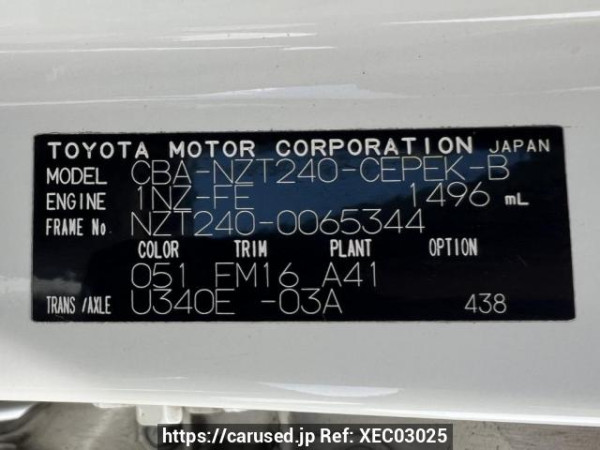 TOYOTA MOTOR CORPORATION JAPAN
MODEL CBA-NZT240-CEPEK-B
ENGINE 1NZ-FE 1496 mL
FRAME No. NZT240-0065344
COLOR TRIM PLANT OPTION
051 FM16 A41
TRANS/AXLE U340E -03A 438
https://carused.jp Ref: XEC03025